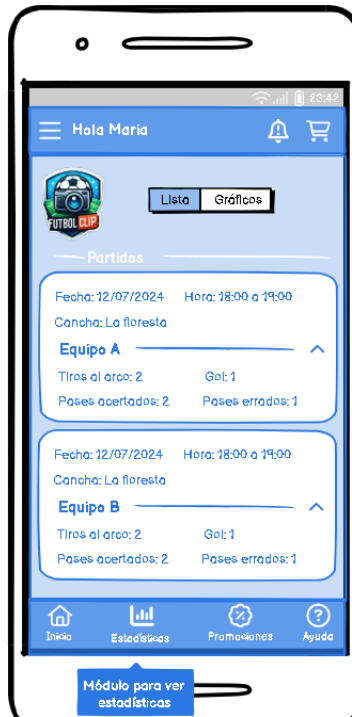 23:42
Hola Maria
FUTBOL CLIP
Lista Gráficos
Partidos
Fecha: 12/07/2024 Hora: 18:00 a 19:00
Cancha: La floresta
Equipo A
Tiros al arco: 2 Gol: 1
Pases acertados: 2 Pases errados: 1
Fecha: 12/07/2024 Hora: 18:00 a 19:00
Cancha: La floresta
Equipo B
Tiros al arco: 2 Gol: 1
Pases acertados: 2 Pases errados: 1
Inicio Estadísticas Promociones Ayuda
Módulo para ver
estadísticas